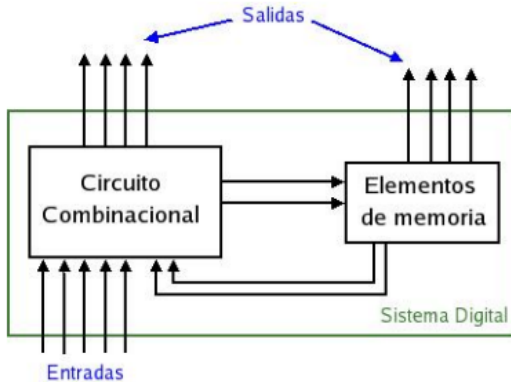 Salidas
Circuito
Combinacional
Elementos
de memoria
Sistema Digital
Entradas